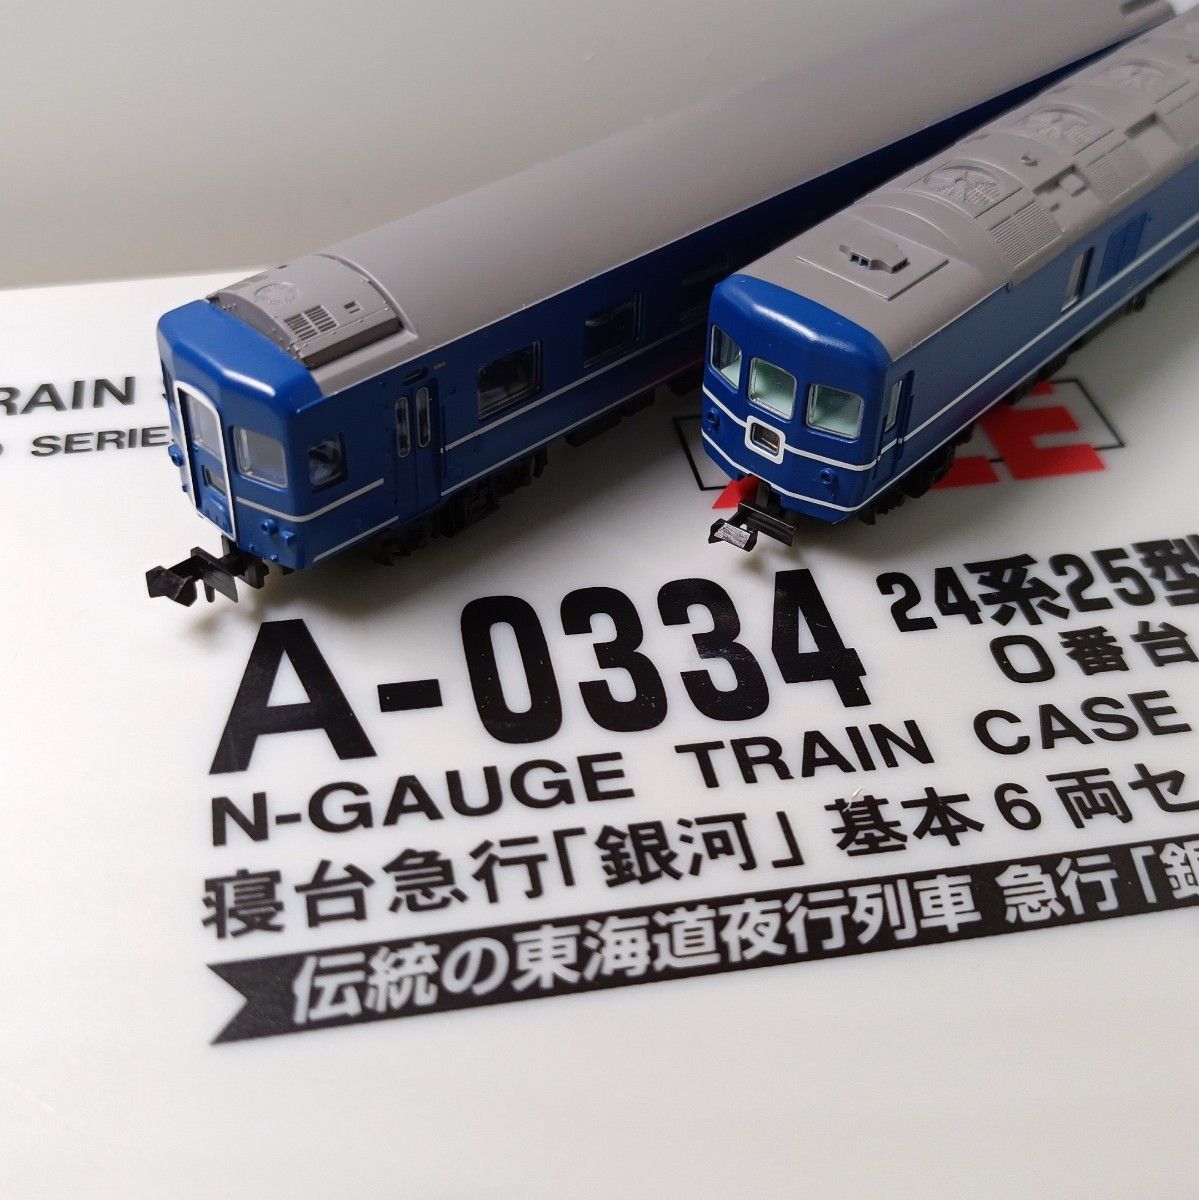 RAIN
SERIE
A-0334 24系25型
0番台
N-GAUGE TRAIN CASE
寝台急行「銀河」基本6両セ
伝統の東海道夜行列車 急行「銀